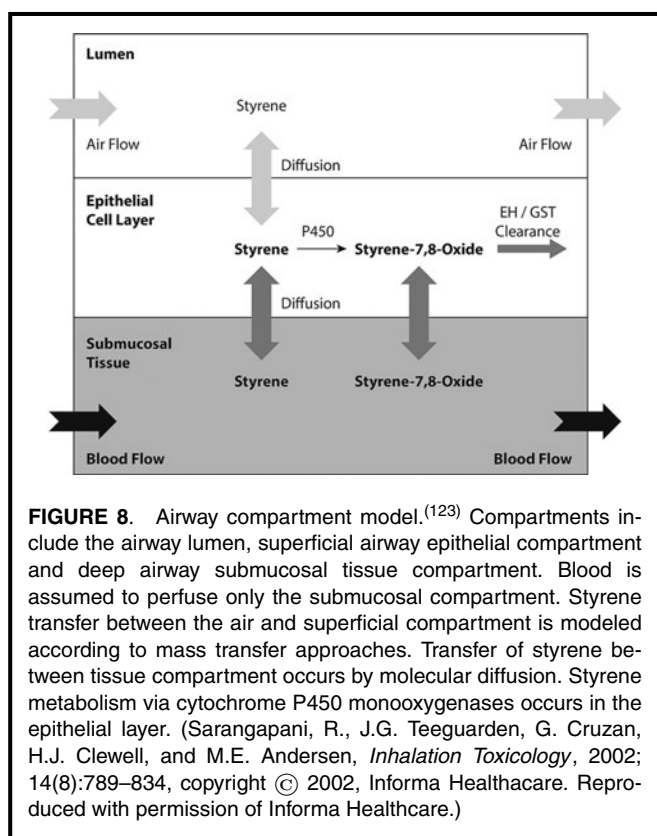 Lumen
Styrene
Air Flow
Air Flow
Diffusion
Epithelial
Cell Layer
P450
EH / GST
Clearance
Styrene
Styrene-7,8-Oxide
Diffusion
Submucosal
Tissue
Styrene
Styrene-7,8-Oxide
Blood Flow
Blood Flow
FIGURE 8. Airway compartment model.(123) Compartments in-
clude the airway lumen, superficial airway epithelial compartment
and deep airway submucosal tissue compartment. Blood is
assumed to perfuse only the submucosal compartment. Styrene
transfer between the air and superficial compartment is modeled
according to mass transfer approaches. Transfer of styrene be-
tween tissue compartment occurs by molecular diffusion. Styrene
metabolism via cytochrome P450 monooxygenases occurs in the
epithelial layer. (Sarangapani, R., J.G. Teeguarden, G. Cruzan,
H.J. Clewell, and M.E. Andersen, Inhalation Toxicology, 2002;
14(8):789–834, copyright © 2002, Informa Healthacare. Repro-
duced with permission of Informa Healthcare.)